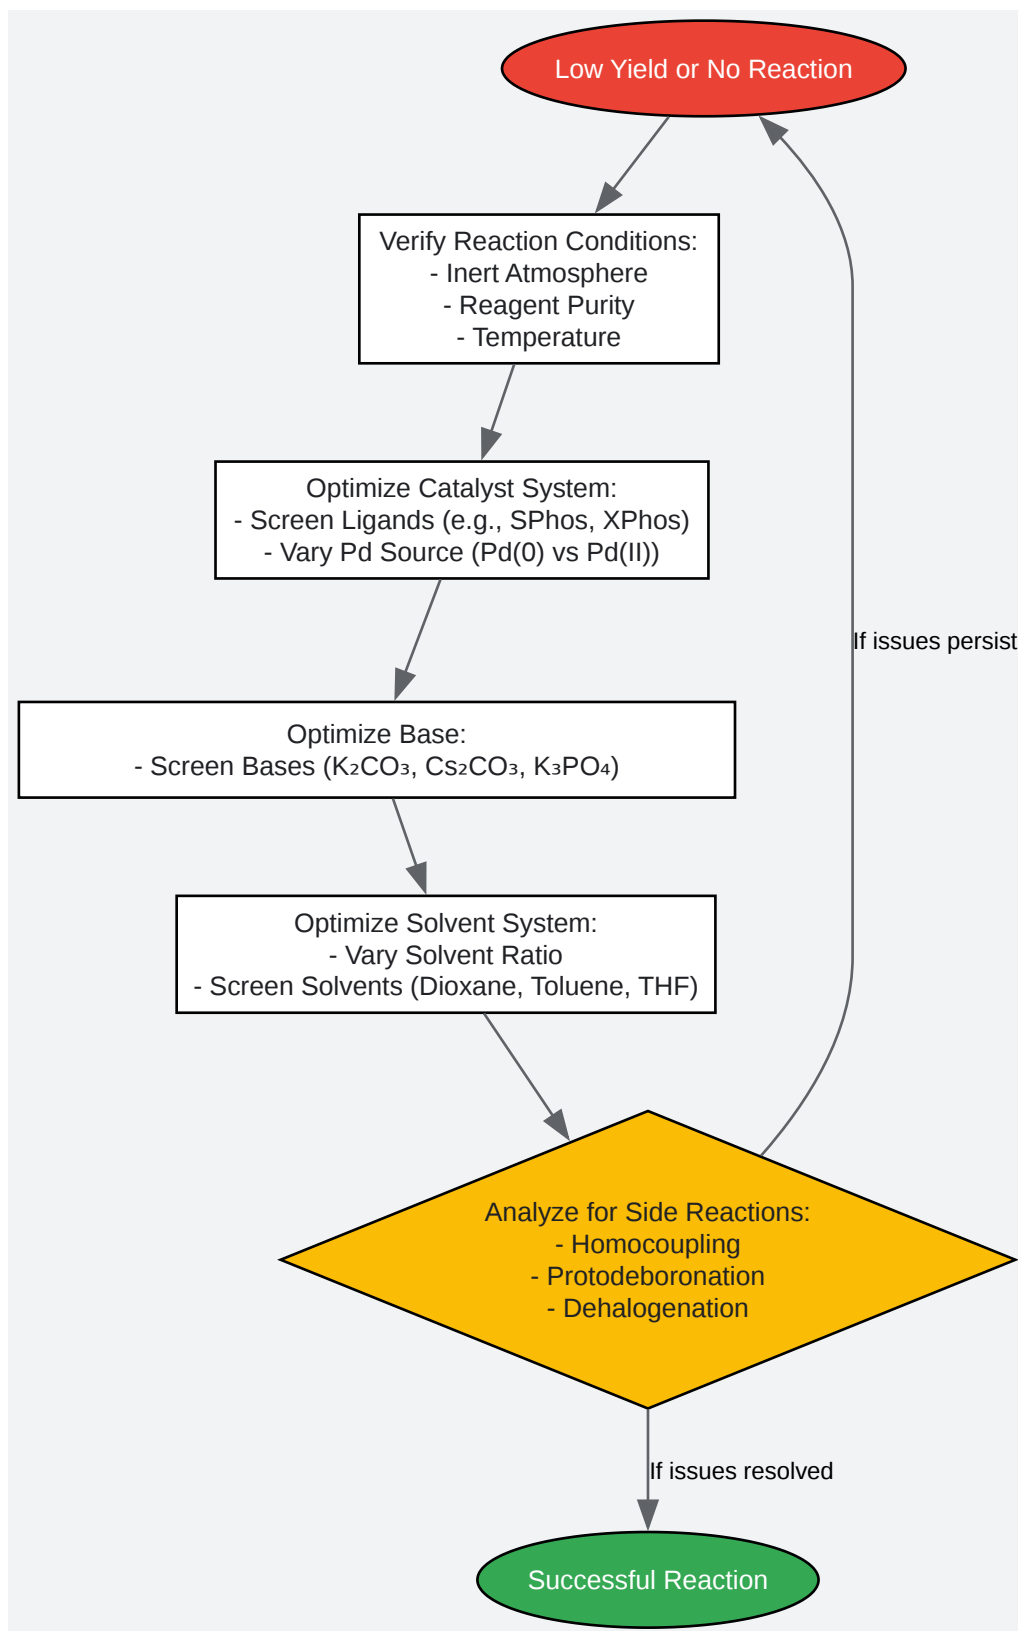 Low Yield or No Reaction
Verify Reaction Conditions:
- Inert Atmosphere
- Reagent Purity
- Temperature
Optimize Catalyst System:
- Screen Ligands (e.g., SPhos, XPhos)
- Vary Pd Source (Pd(0) vs Pd(II))
If issues persist
Optimize Base:
- Screen Bases (K₂CO₃, Cs₂CO₃, K₃PO₄)
Optimize Solvent System:
- Vary Solvent Ratio
- Screen Solvents (Dioxane, Toluene, THF)
Analyze for Side Reactions:
- Homocoupling
- Protodeboronation
- Dehalogenation
If issues resolved
Successful Reaction